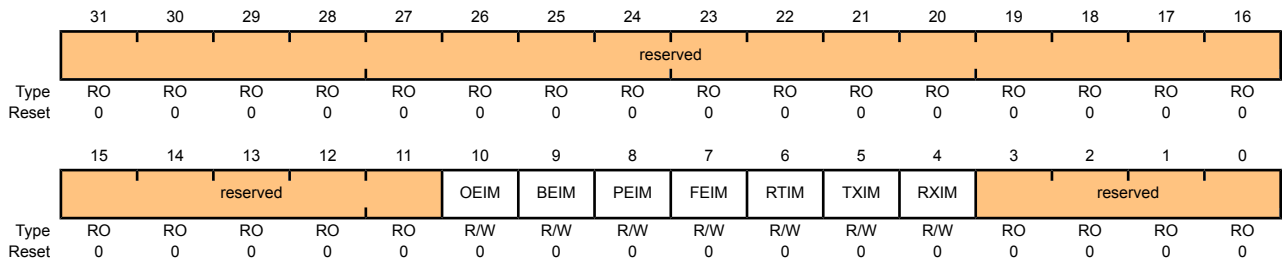 31 30 29 28 27 26 25 24 23 22 21 20 19 18 17 16
reserved
Type RO RO RO RO RO RO RO RO RO RO RO RO RO RO RO RO
Reset 0 0 0 0 0 0 0 0 0 0 0 0 0 0 0 0
15 14 13 12 11 10 9 8 7 6 5 4 3 2 1 0
reserved OEIM BEIM PEIM FEIM RTIM TXIM RXIM reserved
Type RO RO RO RO RO R/W R/W R/W R/W R/W R/W R/W RO RO RO RO
Reset 0 0 0 0 0 0 0 0 0 0 0 0 0 0 0 0